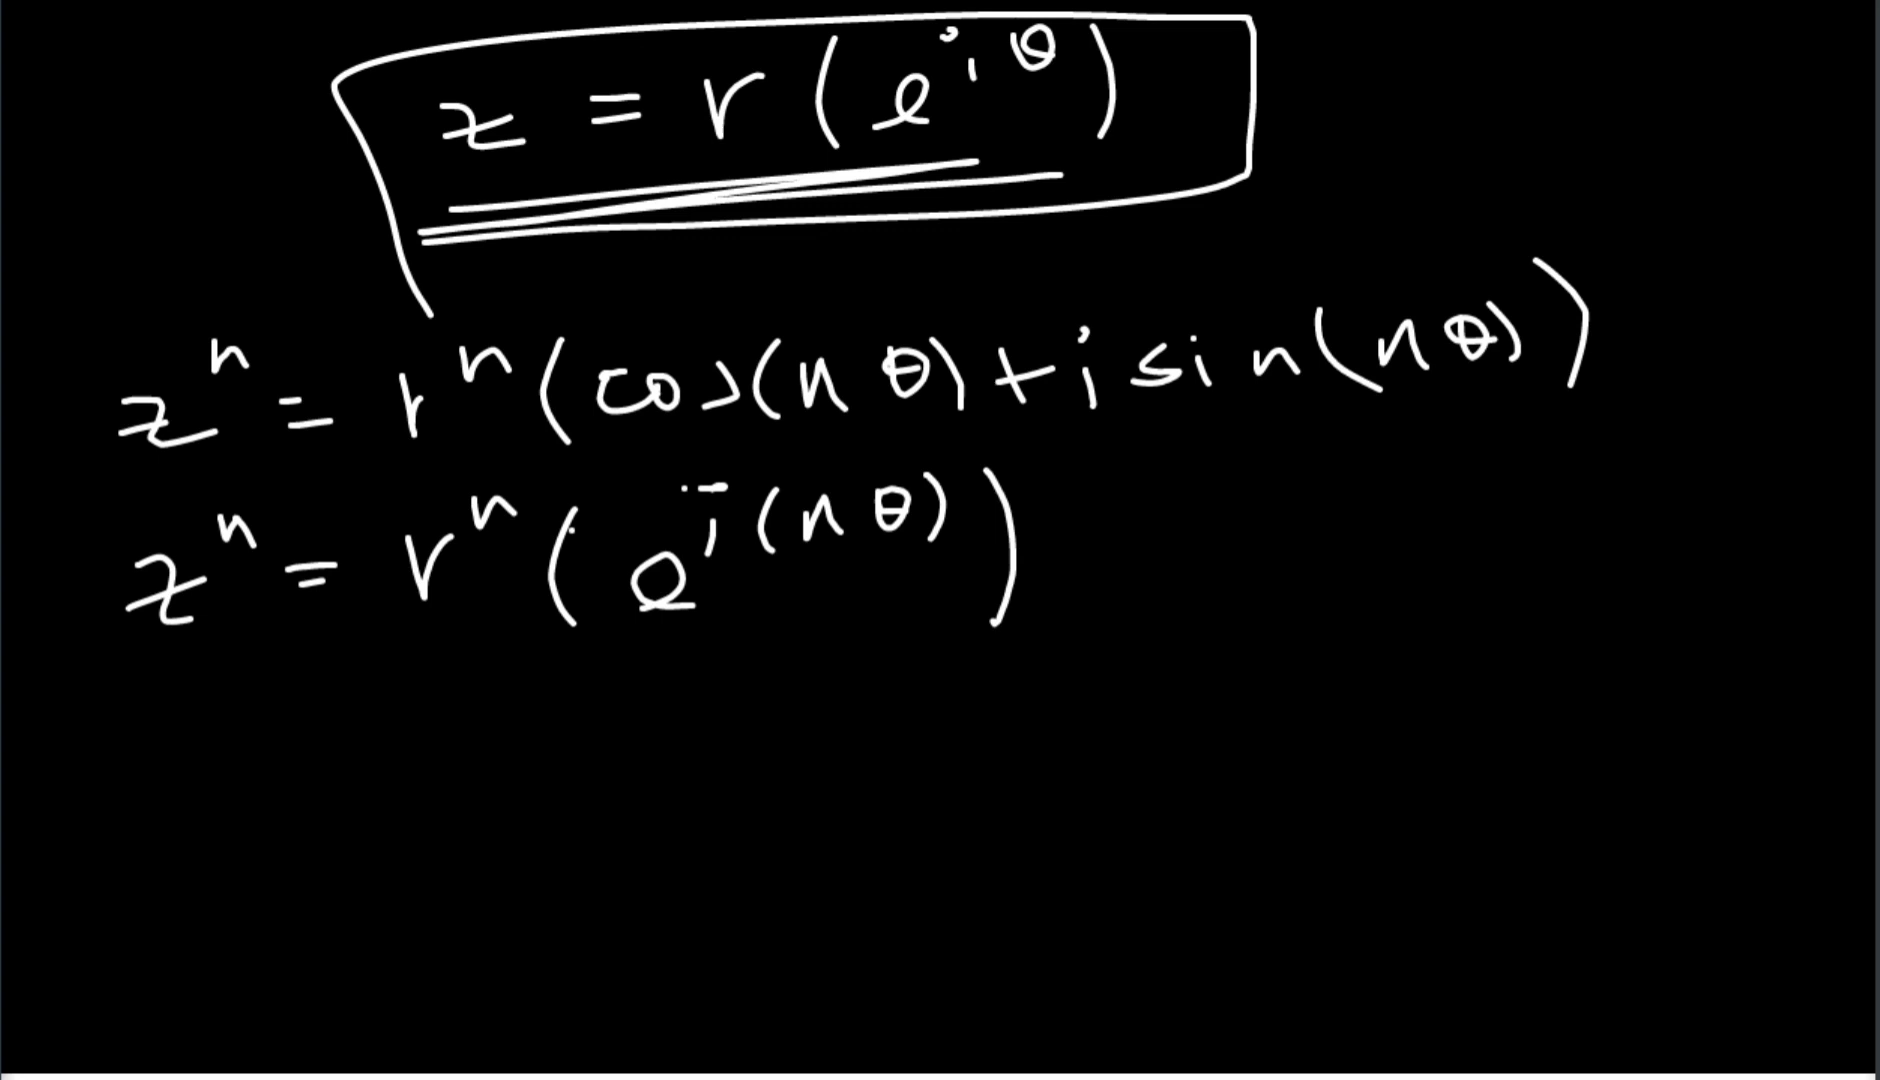 z = r(e^{iθ})
z^n = r^n(cos(nθ)+i sin(nθ))
z^n = r^n(e^{i(nθ)})